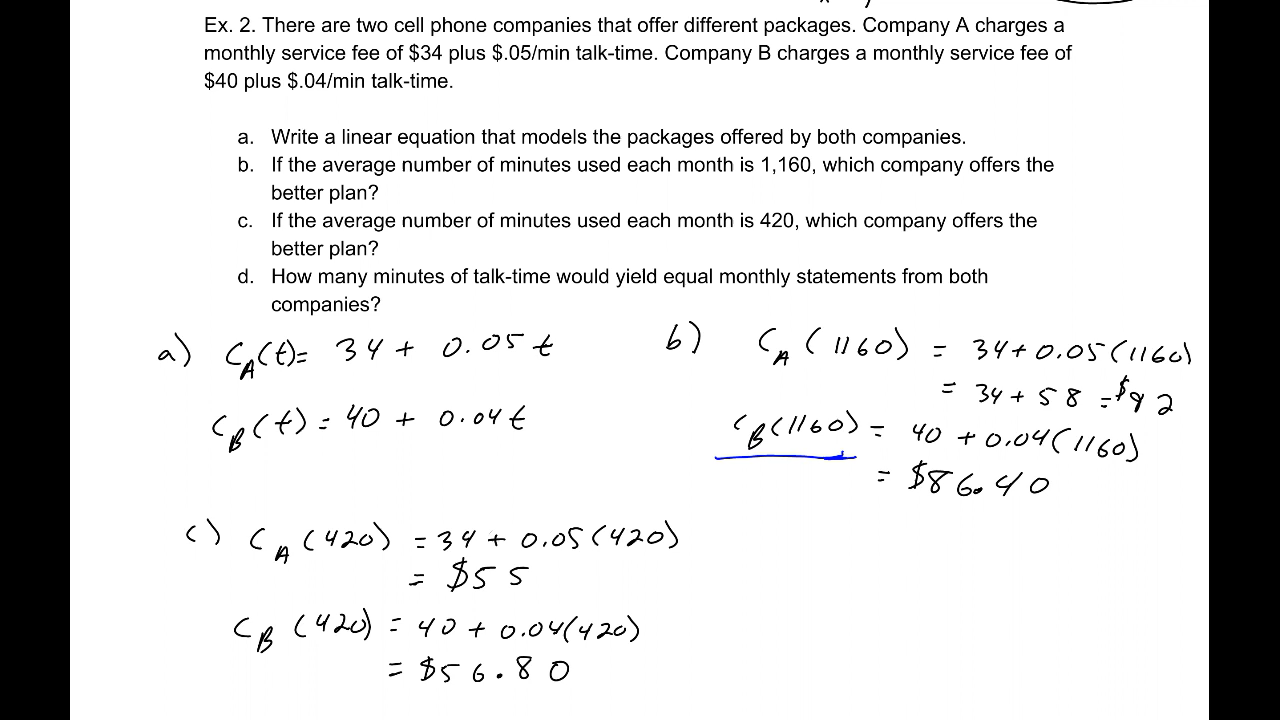 Ex. 2. There are two cell phone companies that offer different packages. Company A charges a
monthly service fee of $34 plus $.05/min talk-time. Company B charges a monthly service fee of
$40 plus $.04/min talk-time.
a. Write a linear equation that models the packages offered by both companies.
b. If the average number of minutes used each month is 1,160, which company offers the
better plan?
c. If the average number of minutes used each month is 420, which company offers the
better plan?
d. How many minutes of talk-time would yield equal monthly statements from both
companies?
a) C_A(t) = 34 + 0.05t
C_B(t) = 40 + 0.04t
b) C_A(1160) = 34 + 0.05(1160)
= 34 + 58 = $92
C_B(1160) = 40 + 0.04(1160)
= $86.40
c) C_A(420) = 34 + 0.05(420)
= $55
C_B(420) = 40 + 0.04(420)
= $56.80